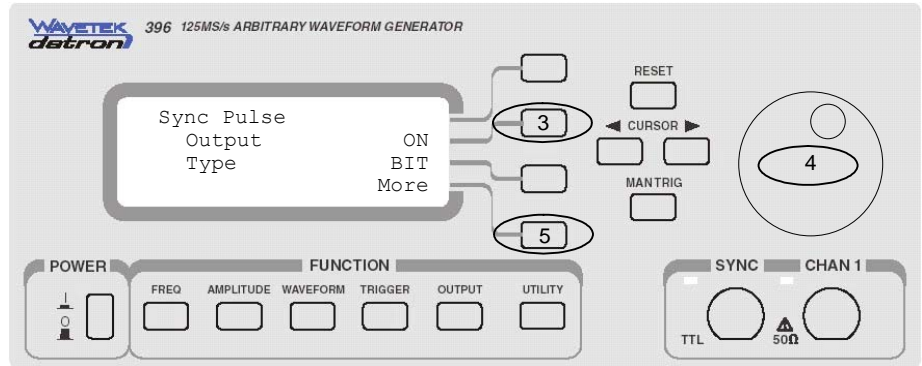 WAVETEK 396 125MS/s ARBITRARY WAVEFORM GENERATOR
datron
RESET
Sync Pulse
3
◀ CURSOR ▶
Output ON
4
Type BIT
MAN TRIG
More
5
POWER
FUNCTION
SYNC CHAN 1
FREQ AMPLITUDE WAVEFORM TRIGGER OUTPUT UTILITY
I
O
TTL 50Ω